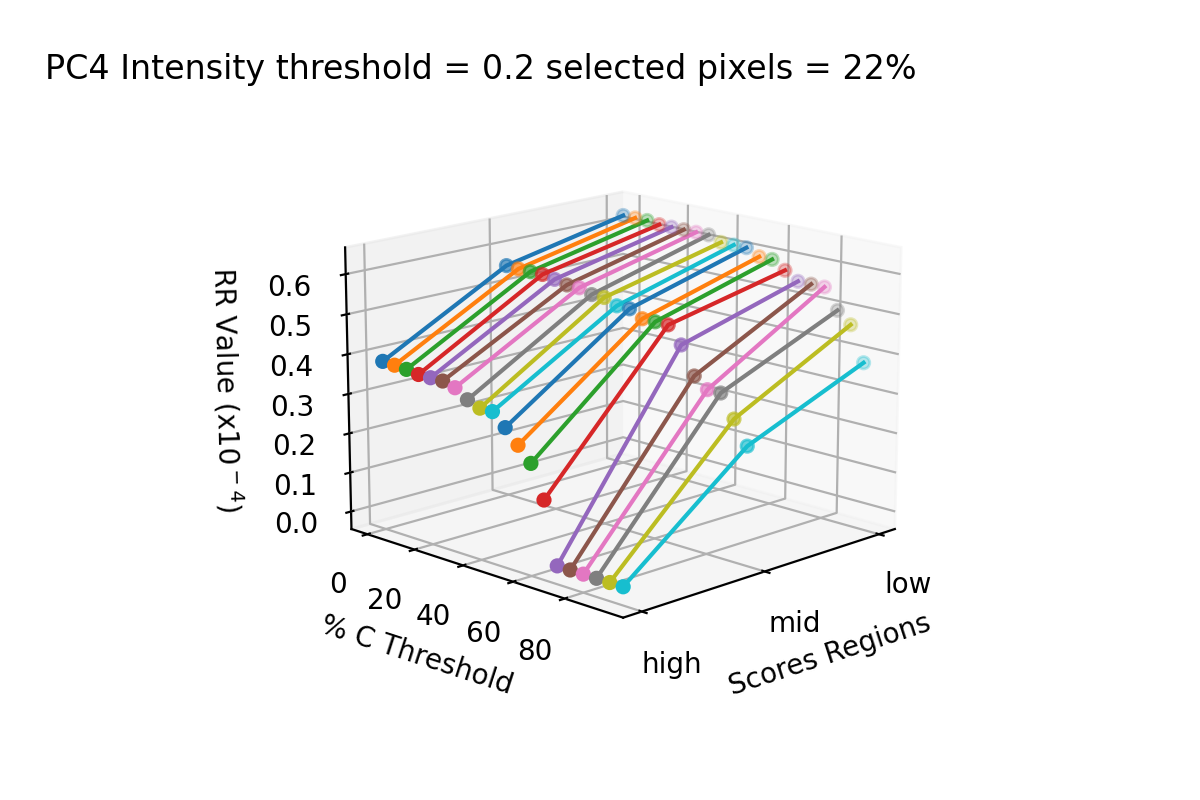 PC4 Intensity threshold = 0.2 selected pixels = 22%
RR Value (x10⁻⁴)
0.6
0.5
0.4
0.3
0.2
0.1
0.0
0
20
40
60
80
% C Threshold
high
mid
low
Scores Regions